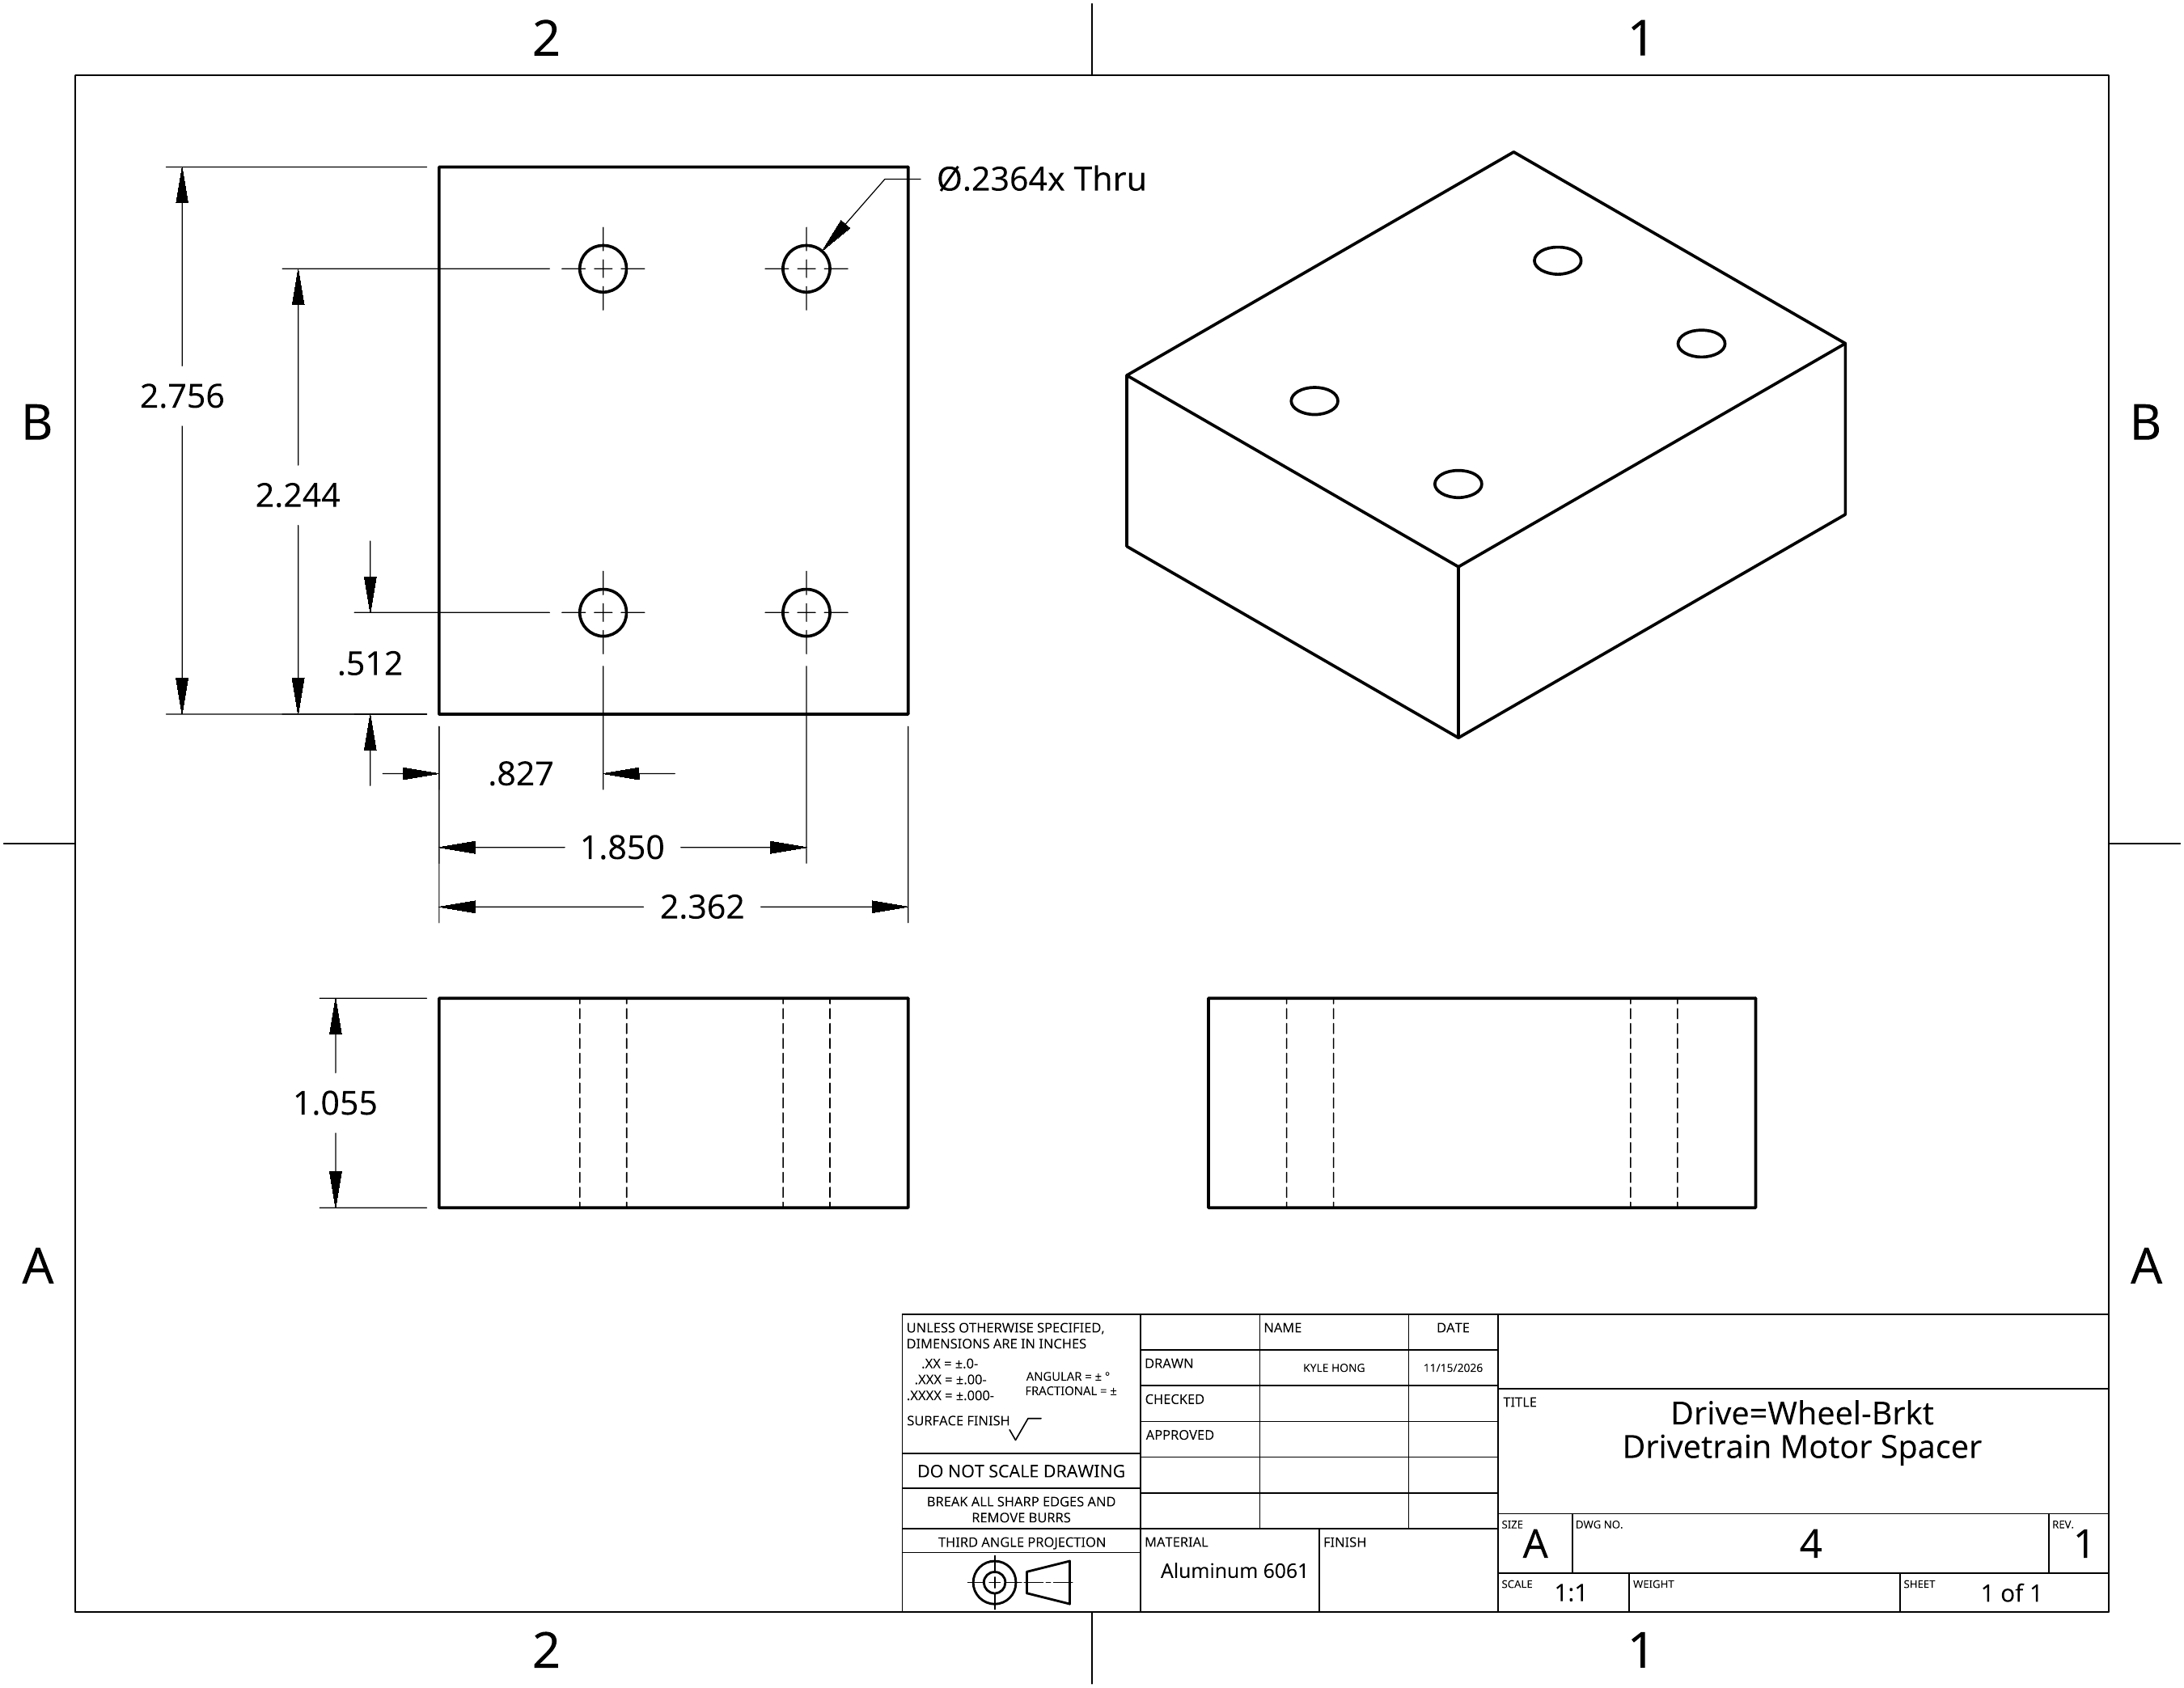 2
1
B
B
A
A
2
1
Ø.2364x Thru
2.756
2.244
.512
.827
1.850
2.362
1.055
UNLESS OTHERWISE SPECIFIED,
DIMENSIONS ARE IN INCHES
.XX = ±.0-
.XXX = ±.00-
.XXXX = ±.000-
ANGULAR = ± °
FRACTIONAL = ±
SURFACE FINISH
DO NOT SCALE DRAWING
BREAK ALL SHARP EDGES AND
REMOVE BURRS
THIRD ANGLE PROJECTION
NAME
DATE
DRAWN
KYLE HONG
11/15/2026
CHECKED
APPROVED
MATERIAL
Aluminum 6061
FINISH
TITLE
Drive=Wheel-Brkt
Drivetrain Motor Spacer
SIZE
A
DWG NO.
4
REV.
1
SCALE
1:1
WEIGHT
SHEET
1 of 1